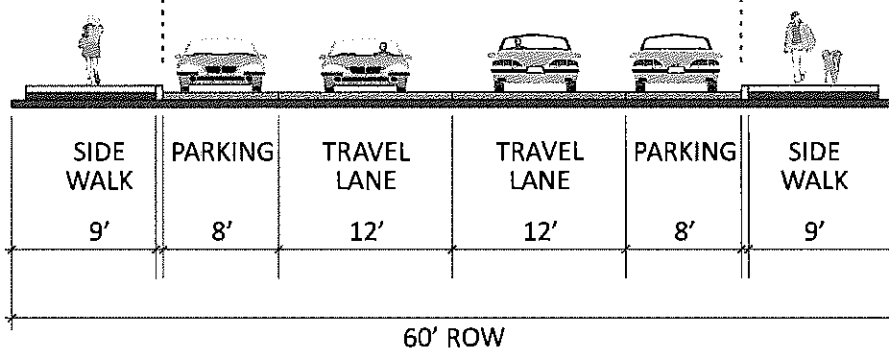 SIDE WALK
9'
PARKING
8'
TRAVEL LANE
12'
TRAVEL LANE
12'
PARKING
8'
SIDE WALK
9'
60' ROW